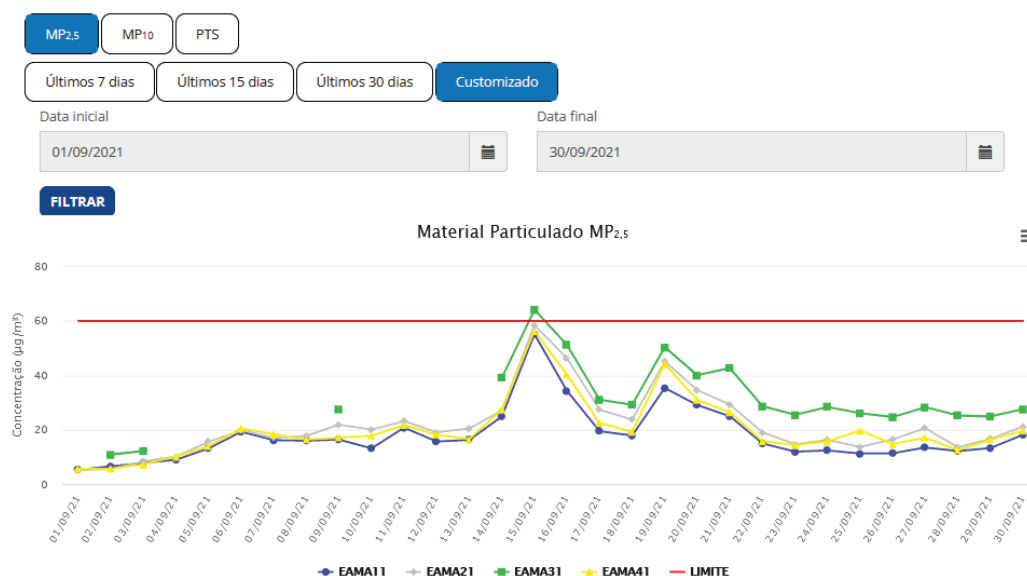 MP2,5 MP10 PTS
Últimos 7 dias Últimos 15 dias Últimos 30 dias Customizado
Data inicial Data final
01/09/2021 30/09/2021
FILTRAR
Material Particulado MP2,5
80
60
40
20
0
Concentração (µg/m³)
01/09/21 02/09/21 03/09/21 04/09/21 05/09/21 06/09/21 07/09/21 08/09/21 09/09/21 10/09/21 11/09/21 12/09/21 13/09/21 14/09/21 15/09/21 16/09/21 17/09/21 18/09/21 19/09/21 20/09/21 21/09/21 22/09/21 23/09/21 24/09/21 25/09/21 26/09/21 27/09/21 28/09/21 29/09/21 30/09/21
EAMA11 EAMA21 EAMA31 EAMA41 LIMITE